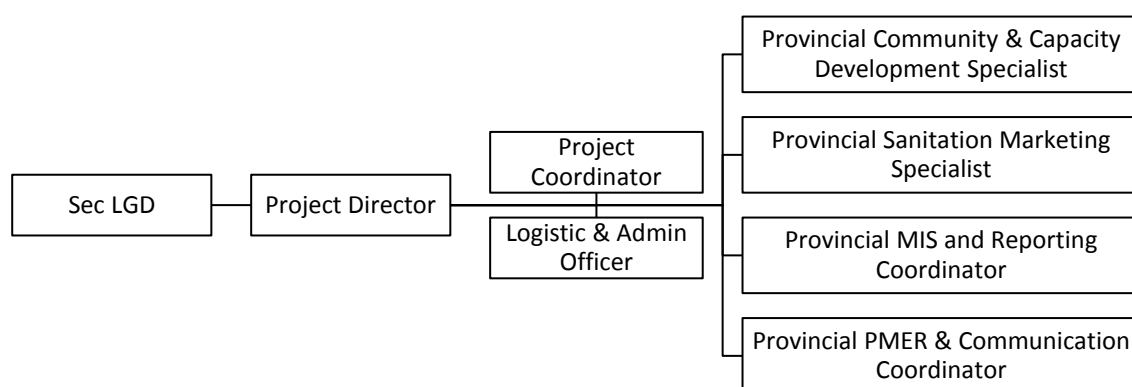 Sec LGD
Project Director
Project
Coordinator
Logistic & Admin
Officer
Provincial Community & Capacity
Development Specialist
Provincial Sanitation Marketing
Specialist
Provincial MIS and Reporting
Coordinator
Provincial PMER & Communication
Coordinator